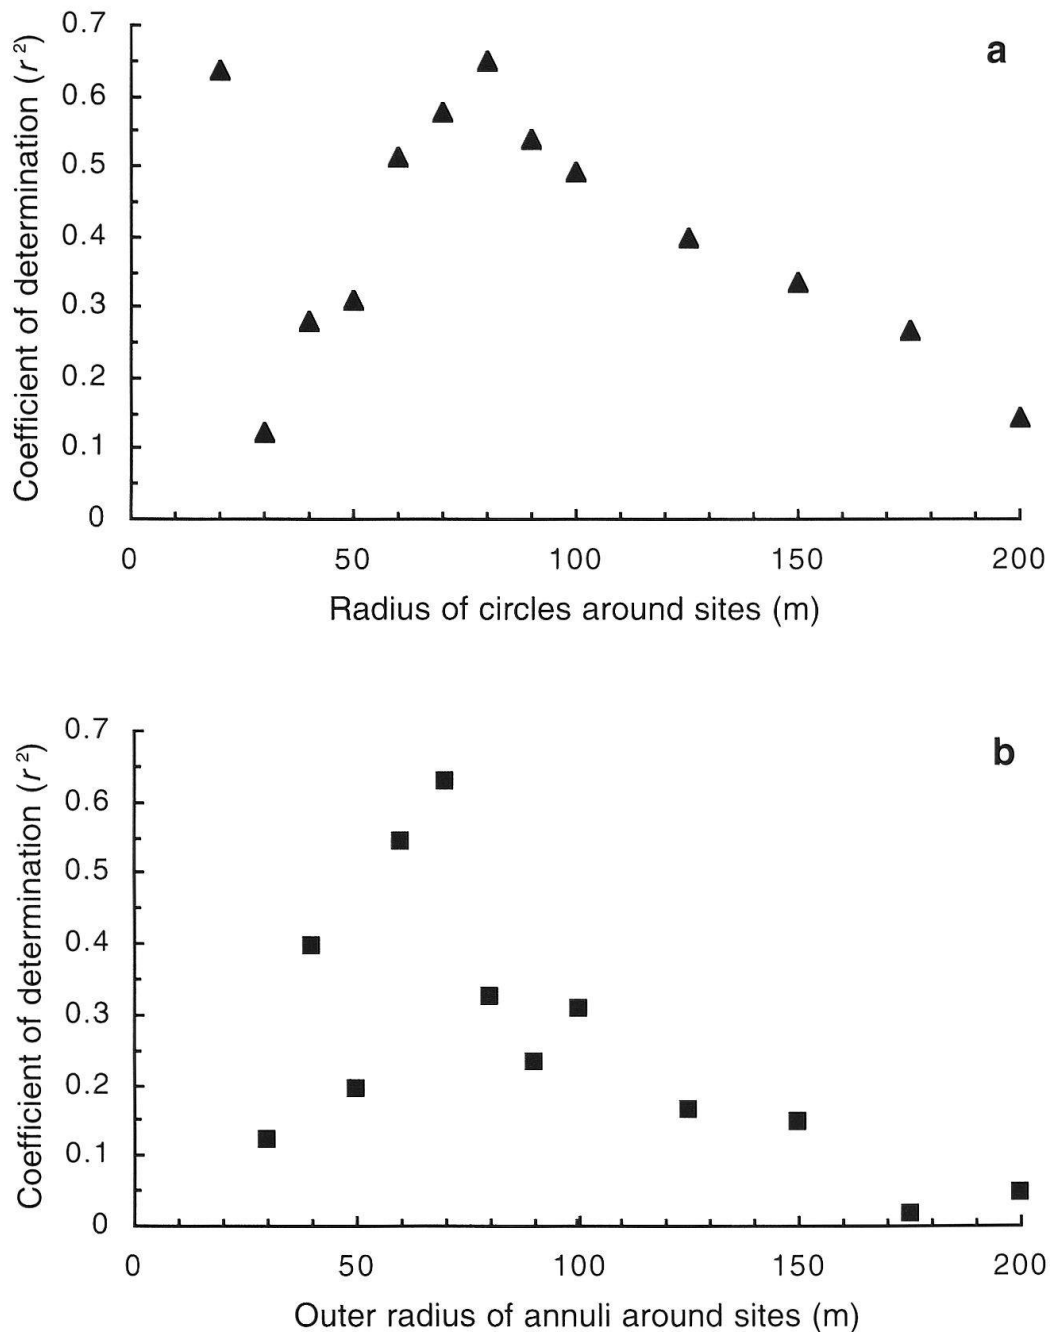 a
Coefficient of determination (r²)
0.7
0.6
0.5
0.4
0.3
0.2
0.1
0
0 50 100 150 200
Radius of circles around sites (m)
b
Coefficient of determination (r²)
0.7
0.6
0.5
0.4
0.3
0.2
0.1
0
0 50 100 150 200
Outer radius of annuli around sites (m)